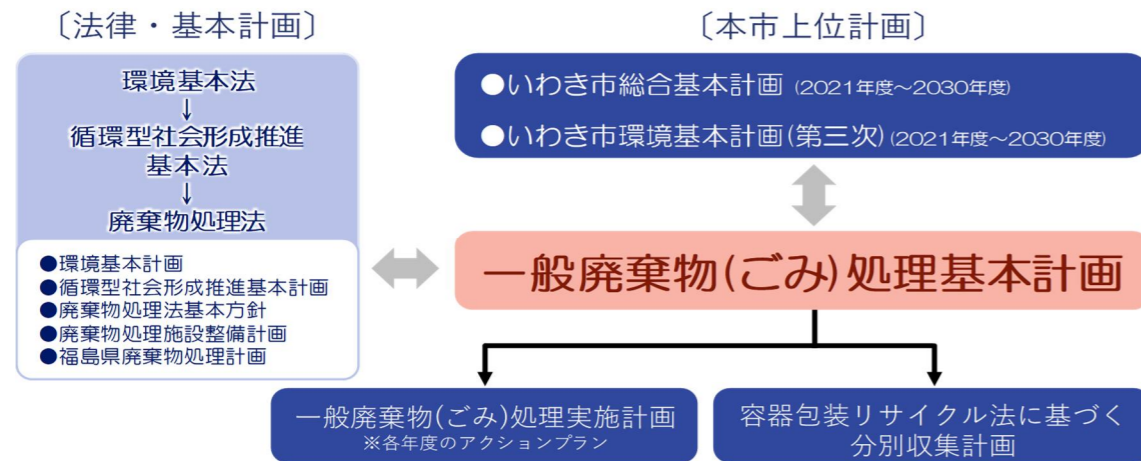 〔法律・基本計画〕
環境基本法
↓
循環型社会形成推進
基本法
↓
廃棄物処理法
●環境基本計画
●循環型社会形成推進基本計画
●廃棄物処理法基本方針
●廃棄物処理施設整備計画
●福島県廃棄物処理計画
〔本市上位計画〕
●いわき市総合基本計画 (2021年度～2030年度)
●いわき市環境基本計画(第三次) (2021年度～2030年度)
一般廃棄物(ごみ)処理基本計画
一般廃棄物(ごみ)処理実施計画
※各年度のアクションプラン
容器包装リサイクル法に基づく
分別収集計画